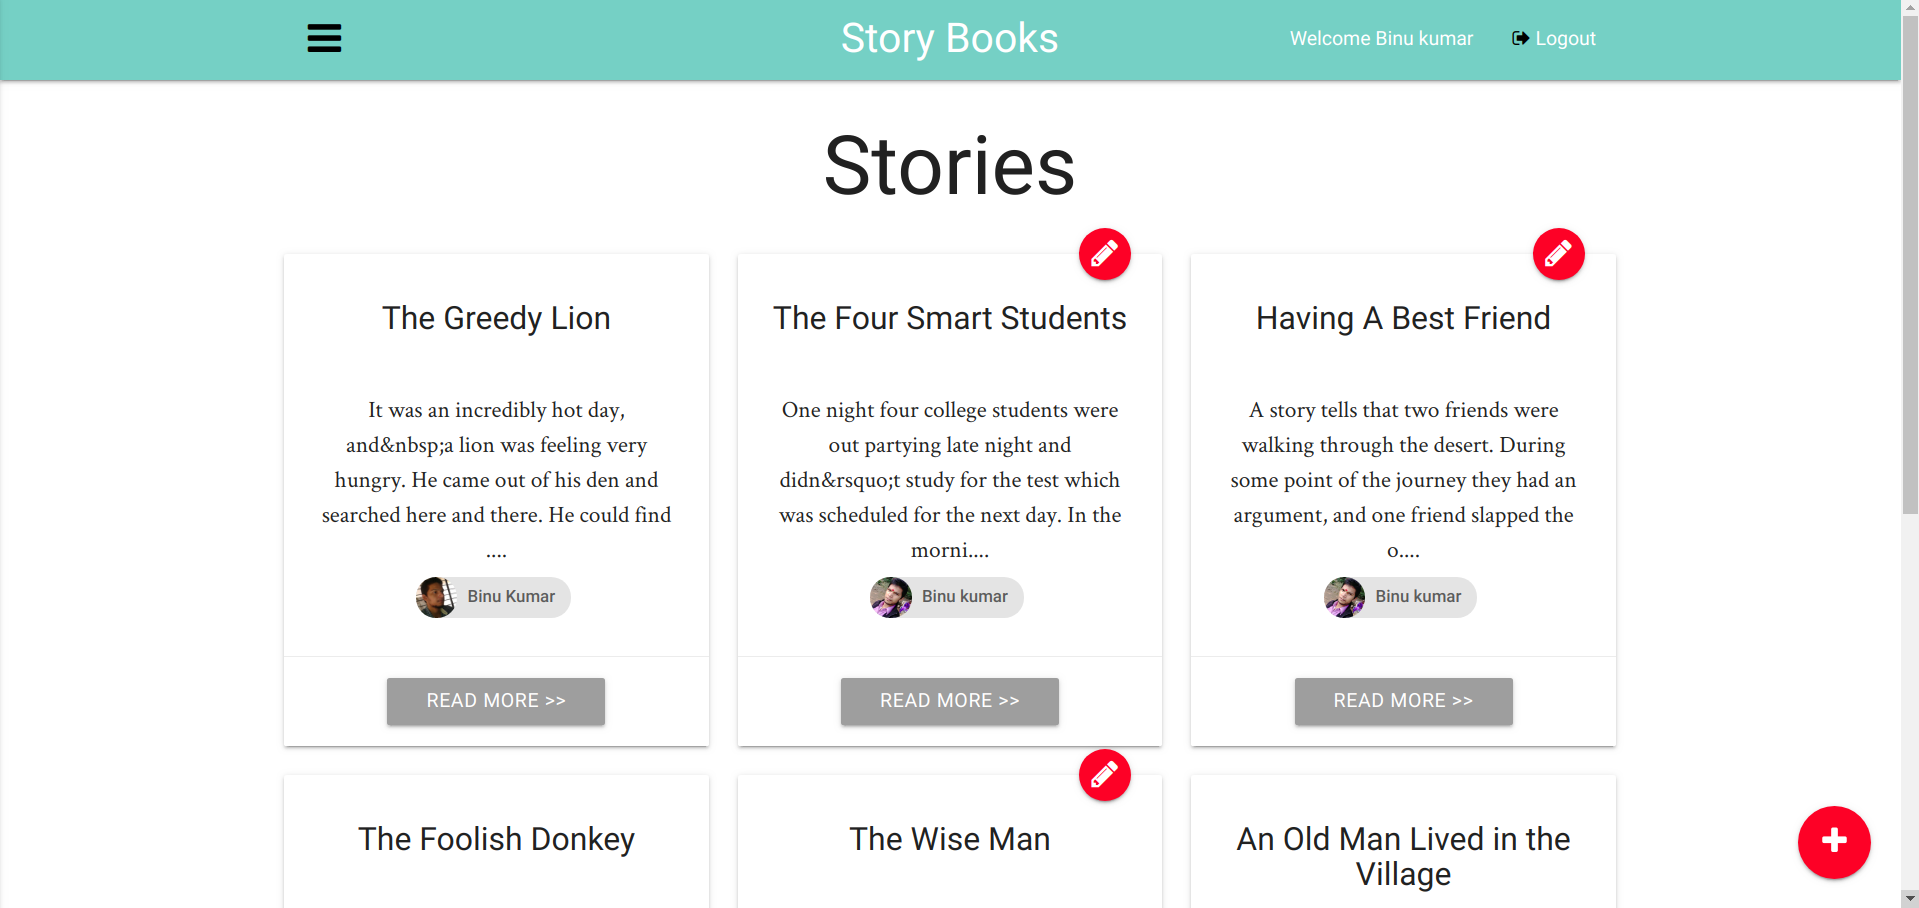 Story Books
Welcome Binu kumar
Logout
Stories
The Greedy Lion
It was an incredibly hot day,
and&nbsp;a lion was feeling very
hungry. He came out of his den and
searched here and there. He could find
....
Binu Kumar
READ MORE >>
The Four Smart Students
One night four college students were
out partying late night and
didn&rsquo;t study for the test which
was scheduled for the next day. In the
morni....
Binu kumar
READ MORE >>
Having A Best Friend
A story tells that two friends were
walking through the desert. During
some point of the journey they had an
argument, and one friend slapped the
o....
Binu kumar
READ MORE >>
The Foolish Donkey
The Wise Man
An Old Man Lived in the
Village